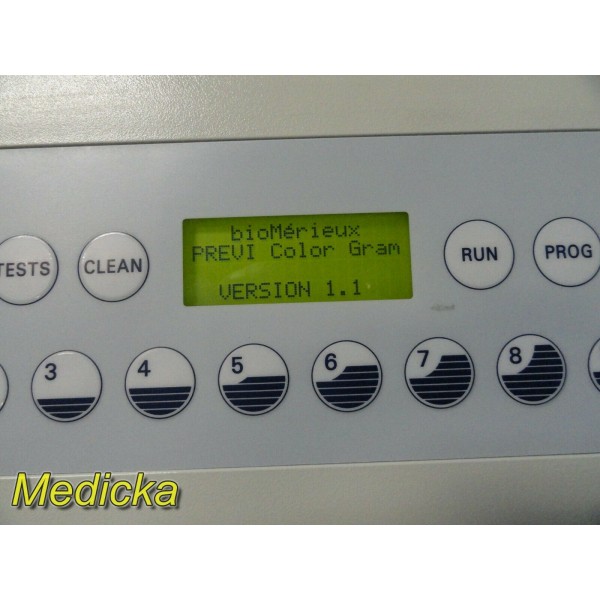 bioMérieux
PREVI Color Gram
VERSION 1.1
TESTS CLEAN RUN PROG
3 4 5 6 7 8
Medicka